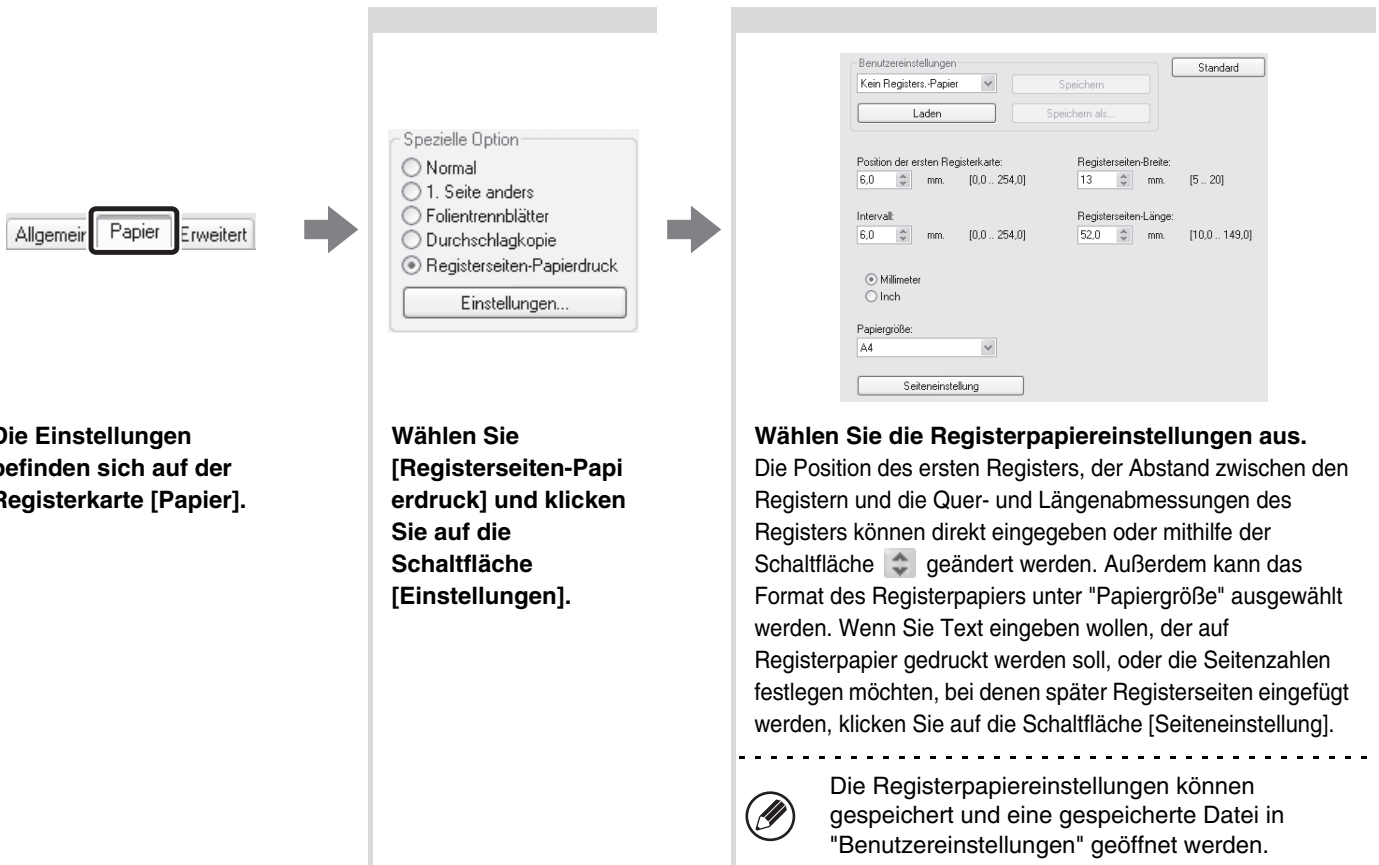 Allgemeir Papier Erweitert
Die Einstellungen
befinden sich auf der
Registerkarte [Papier].
Spezielle Option
Normal
1. Seite anders
Folientrennblätter
Durchschlagkopie
Registerseiten-Papierdruck
Einstellungen...
Wählen Sie
[Registerseiten-Papi
erdruck] und klicken
Sie auf die
Schaltfläche
[Einstellungen].
Benutzereinstellungen
Standard
Kein Registers.-Papier Speichern
Laden Speichern als...
Position der ersten Registerkarte: Registerseiten-Breite:
6,0 mm. [0,0 .. 254,0] 13 mm. [5 .. 20]
Intervall: Registerseiten-Länge:
6,0 mm. [0,0 .. 254,0] 52,0 mm. [10,0 .. 149,0]
Millimeter
Inch
Papiergröße:
A4
Seiteneinstellung
Wählen Sie die Registerpapiereinstellungen aus.
Die Position des ersten Registers, der Abstand zwischen den
Registern und die Quer- und Längenabmessungen des
Registers können direkt eingegeben oder mithilfe der
Schaltfläche geändert werden. Außerdem kann das
Format des Registerpapiers unter "Papiergröße" ausgewählt
werden. Wenn Sie Text eingeben wollen, der auf
Registerpapier gedruckt werden soll, oder die Seitenzahlen
festlegen möchten, bei denen später Registerseiten eingefügt
werden, klicken Sie auf die Schaltfläche [Seiteneinstellung].
Die Registerpapiereinstellungen können
gespeichert und eine gespeicherte Datei in
"Benutzereinstellungen" geöffnet werden.